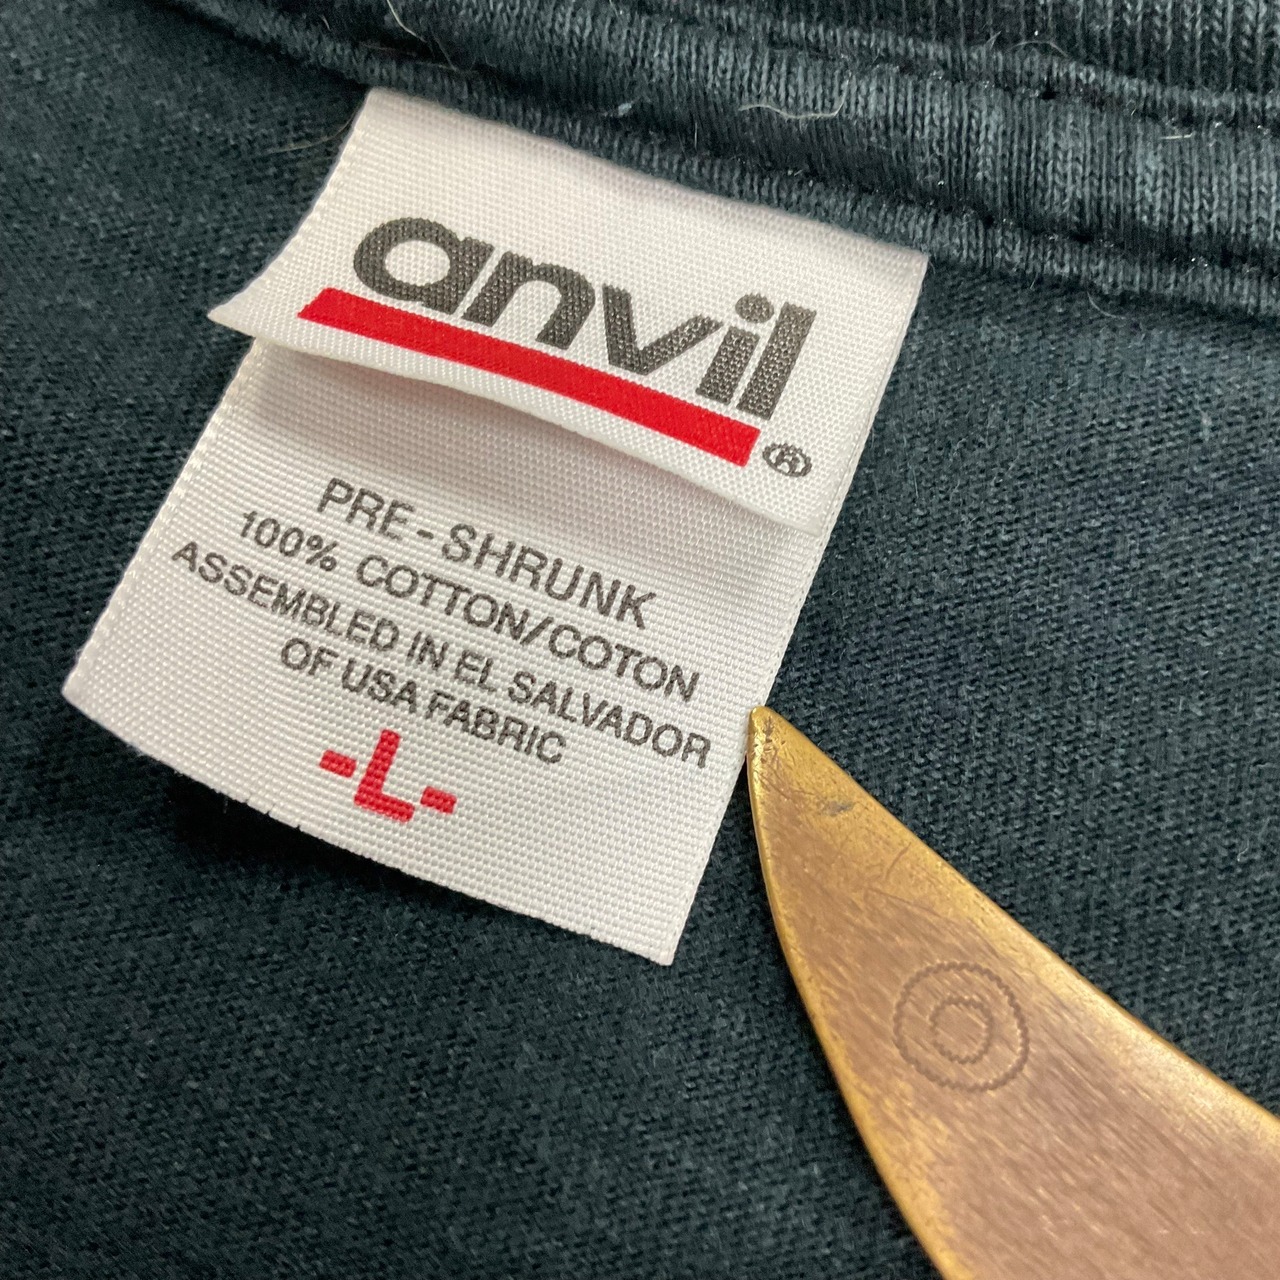 anvil®
PRE-SHRUNK
100% COTTON/COTON
ASSEMBLED IN EL SALVADOR
OF USA FABRIC
-L-